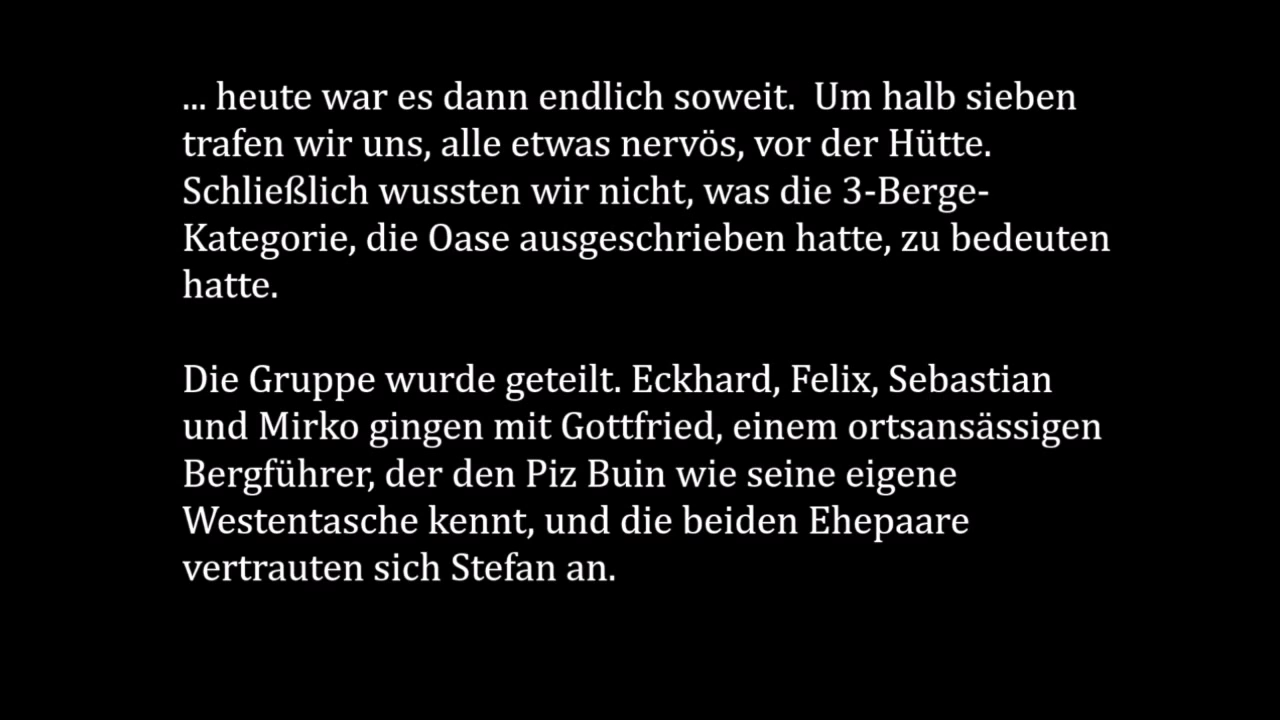 ... heute war es dann endlich soweit.  Um halb sieben
trafen wir uns, alle etwas nervös, vor der Hütte.
Schließlich wussten wir nicht, was die 3-Berge-
Kategorie, die Oase ausgeschrieben hatte, zu bedeuten
hatte.
Die Gruppe wurde geteilt. Eckhard, Felix, Sebastian
und Mirko gingen mit Gottfried, einem ortsansässigen
Bergführer, der den Piz Buin wie seine eigene
Westentasche kennt, und die beiden Ehepaare
vertrauten sich Stefan an.